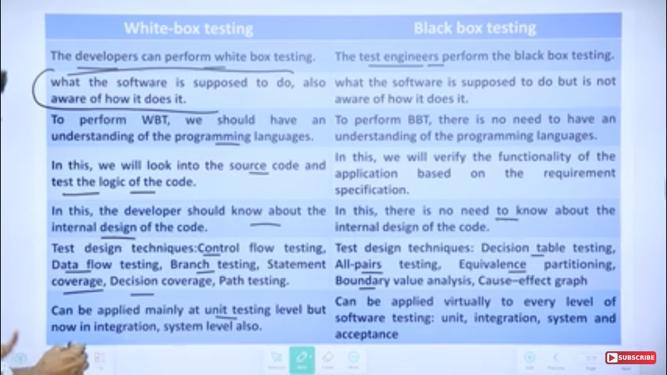 White-box testing
Black box testing
The developers can perform white box testing.
The test engineers perform the black box testing.
what the software is supposed to do, also
aware of how it does it.
what the software is supposed to do but is not
aware of how it does it.
To perform WBT, we should have an
understanding of the programming languages.
To perform BBT, there is no need to have an
understanding of the programming languages.
In this, we will look into the source code and
test the logic of the code.
In this, we will verify the functionality of the
application based on the requirement
specification.
In this, the developer should know about the
internal design of the code.
In this, there is no need to know about the
internal design of the code.
Test design techniques:Control flow testing,
Data flow testing, Branch testing, Statement
coverage, Decision coverage, Path testing.
Test design techniques: Decision table testing,
All-pairs testing, Equivalence partitioning,
Boundary value analysis, Cause–effect graph
Can be applied mainly at unit testing level but
now in integration, system level also.
Can be applied virtually to every level of
software testing: unit, integration, system and
acceptance
SUBSCRIBE